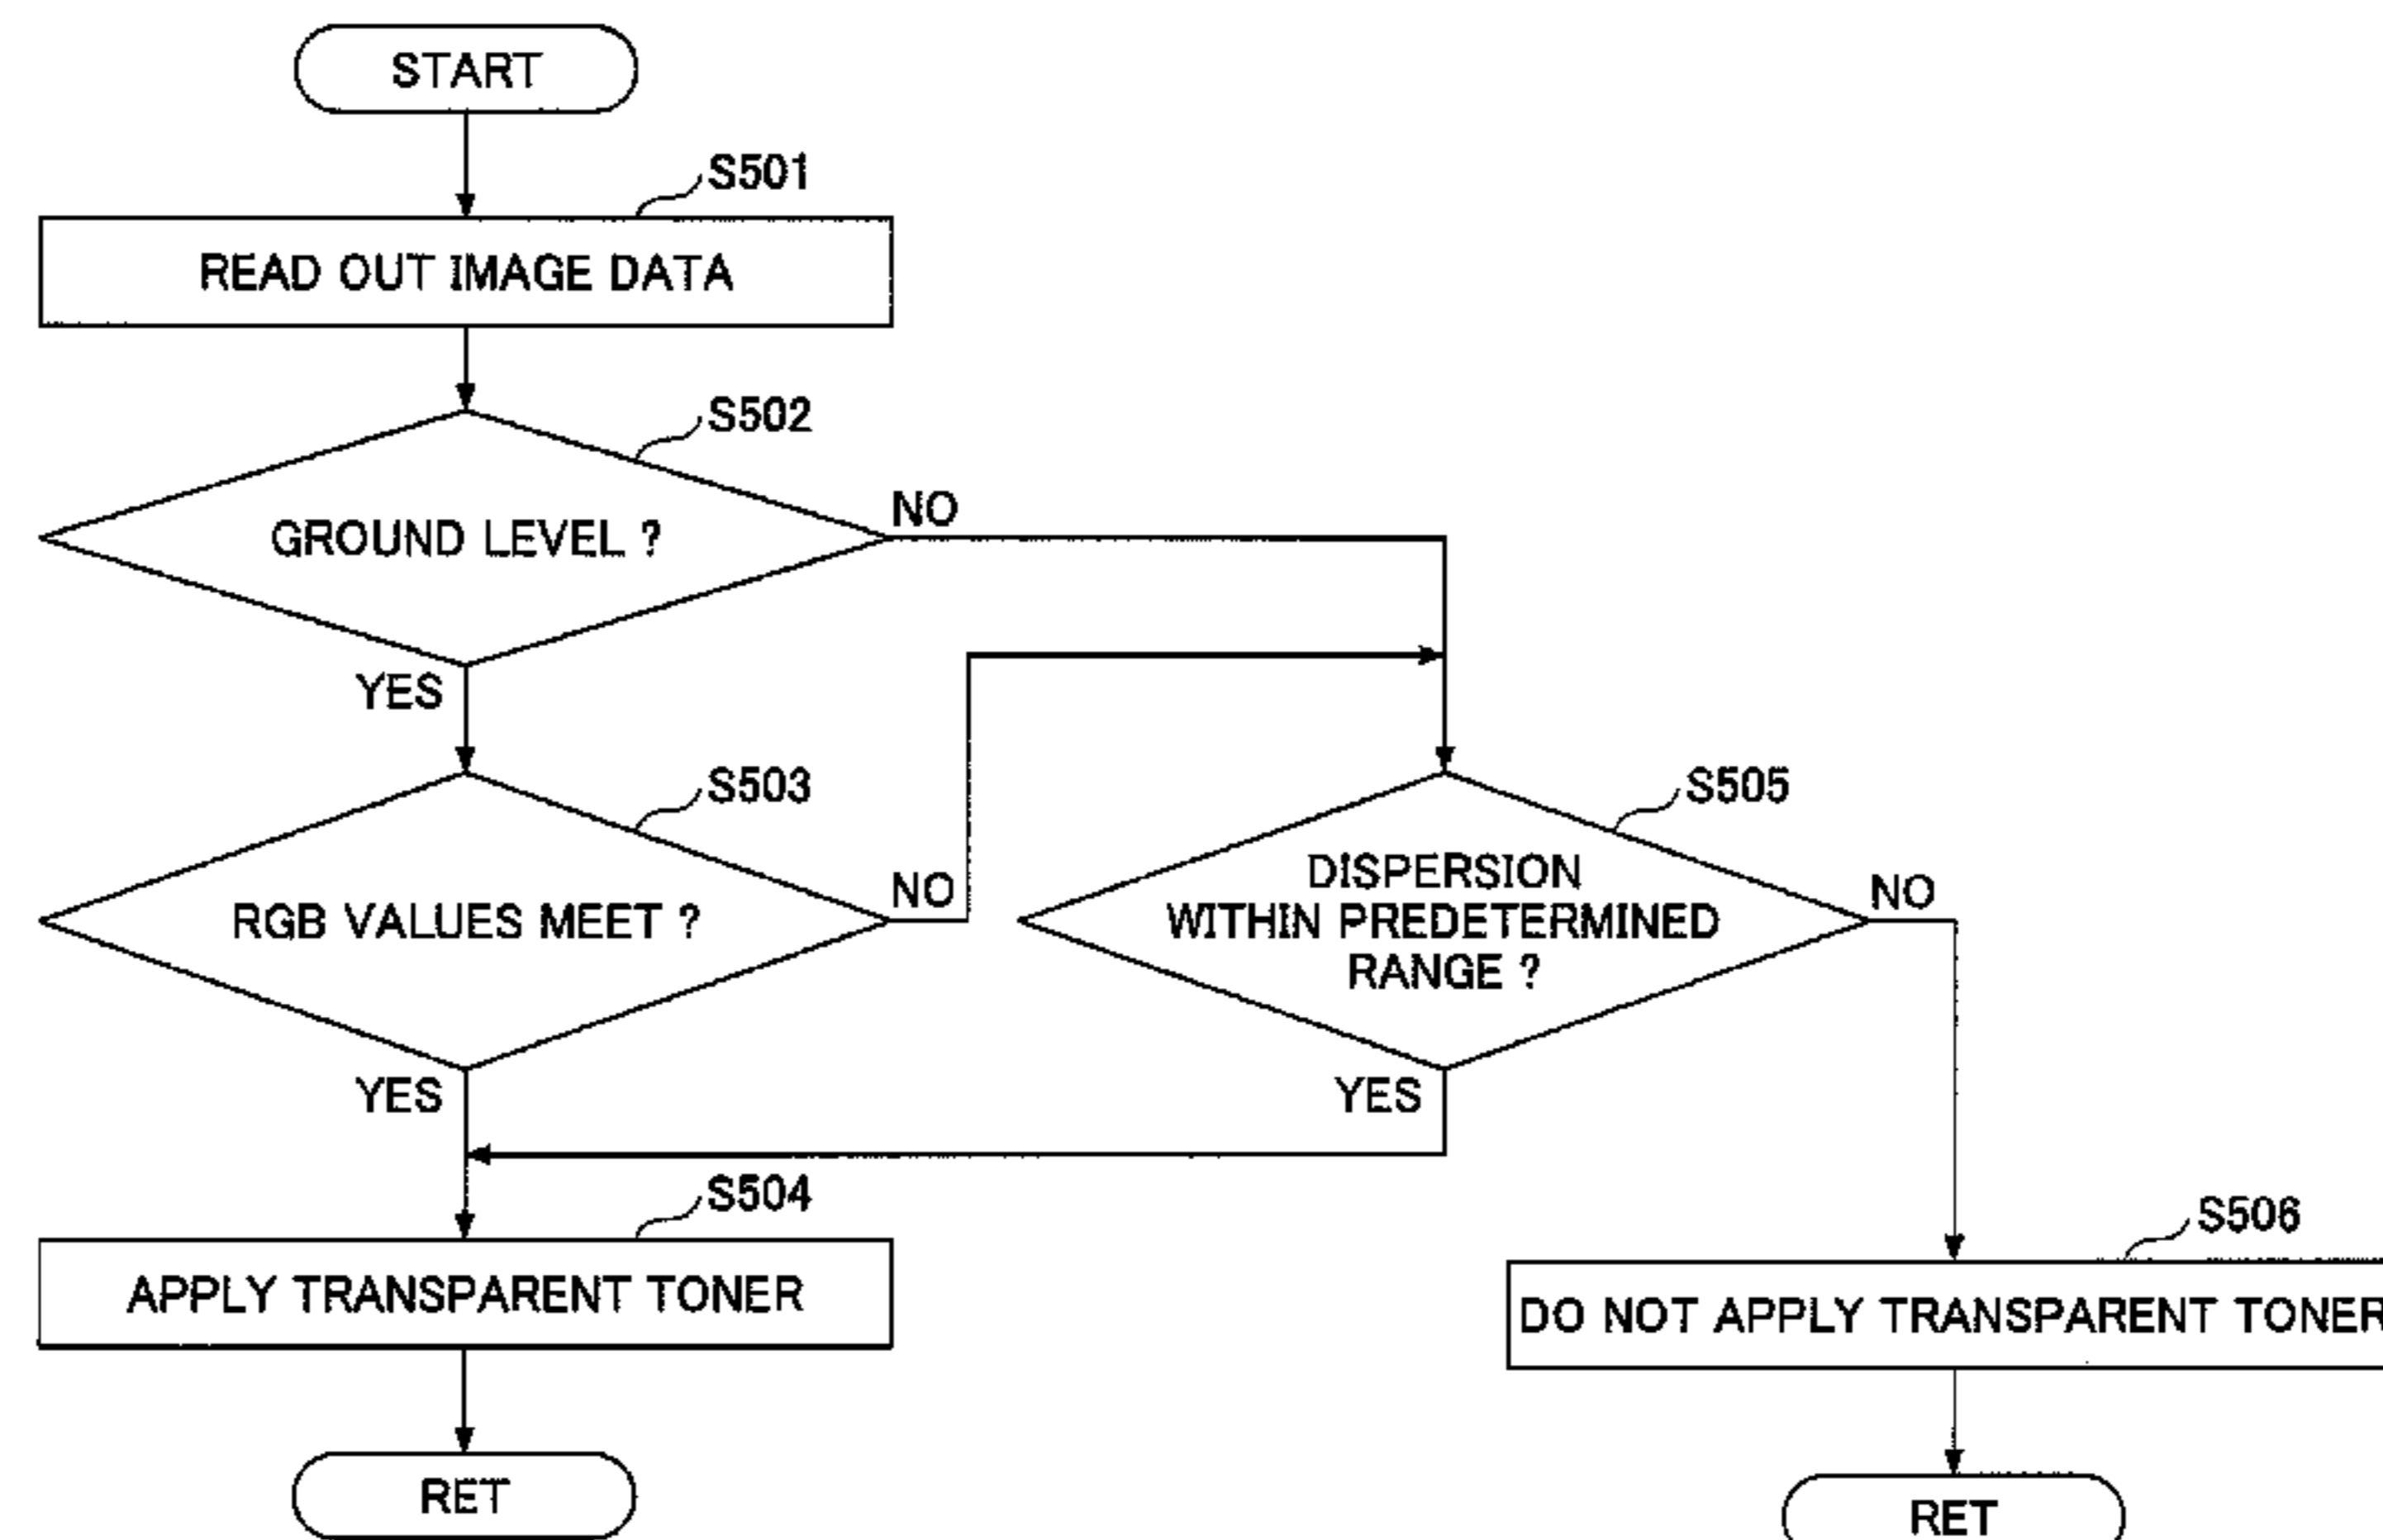 START
S501
READ OUT IMAGE DATA
S502
GROUND LEVEL ?
NO
YES
S503
RGB VALUES MEET ?
NO
YES
S505
DISPERSION
WITHIN PREDETERMINED
RANGE ?
NO
YES
S504
APPLY TRANSPARENT TONER
S506
DO NOT APPLY TRANSPARENT TONER
RET
RET